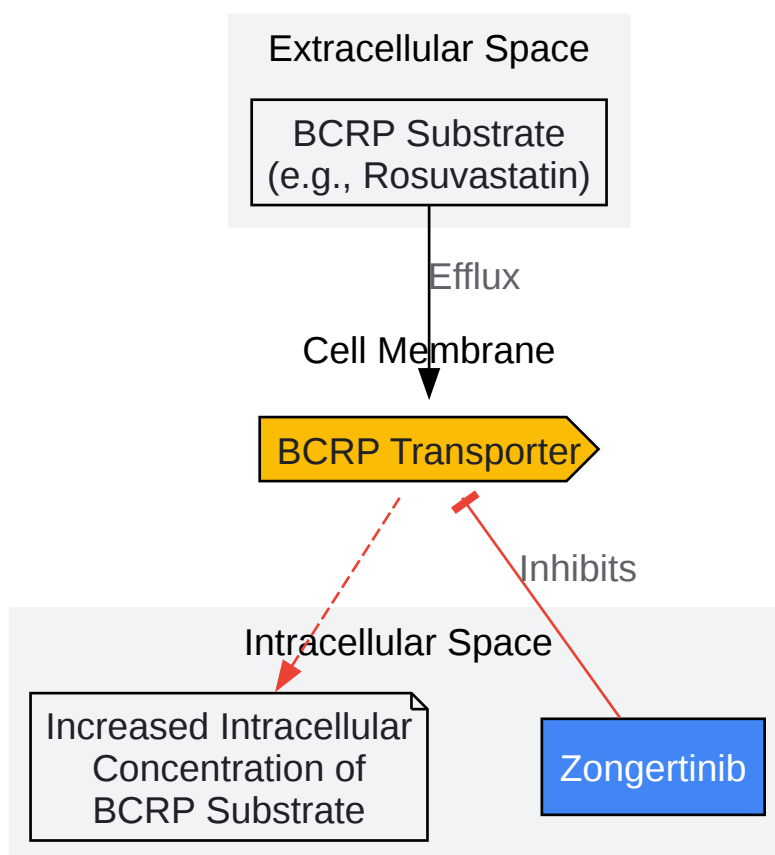 Extracellular Space
BCRP Substrate
(e.g., Rosuvastatin)
Efflux
Cell Membrane
BCRP Transporter
Inhibits
Intracellular Space
Increased Intracellular
Concentration of
BCRP Substrate
Zongertinib